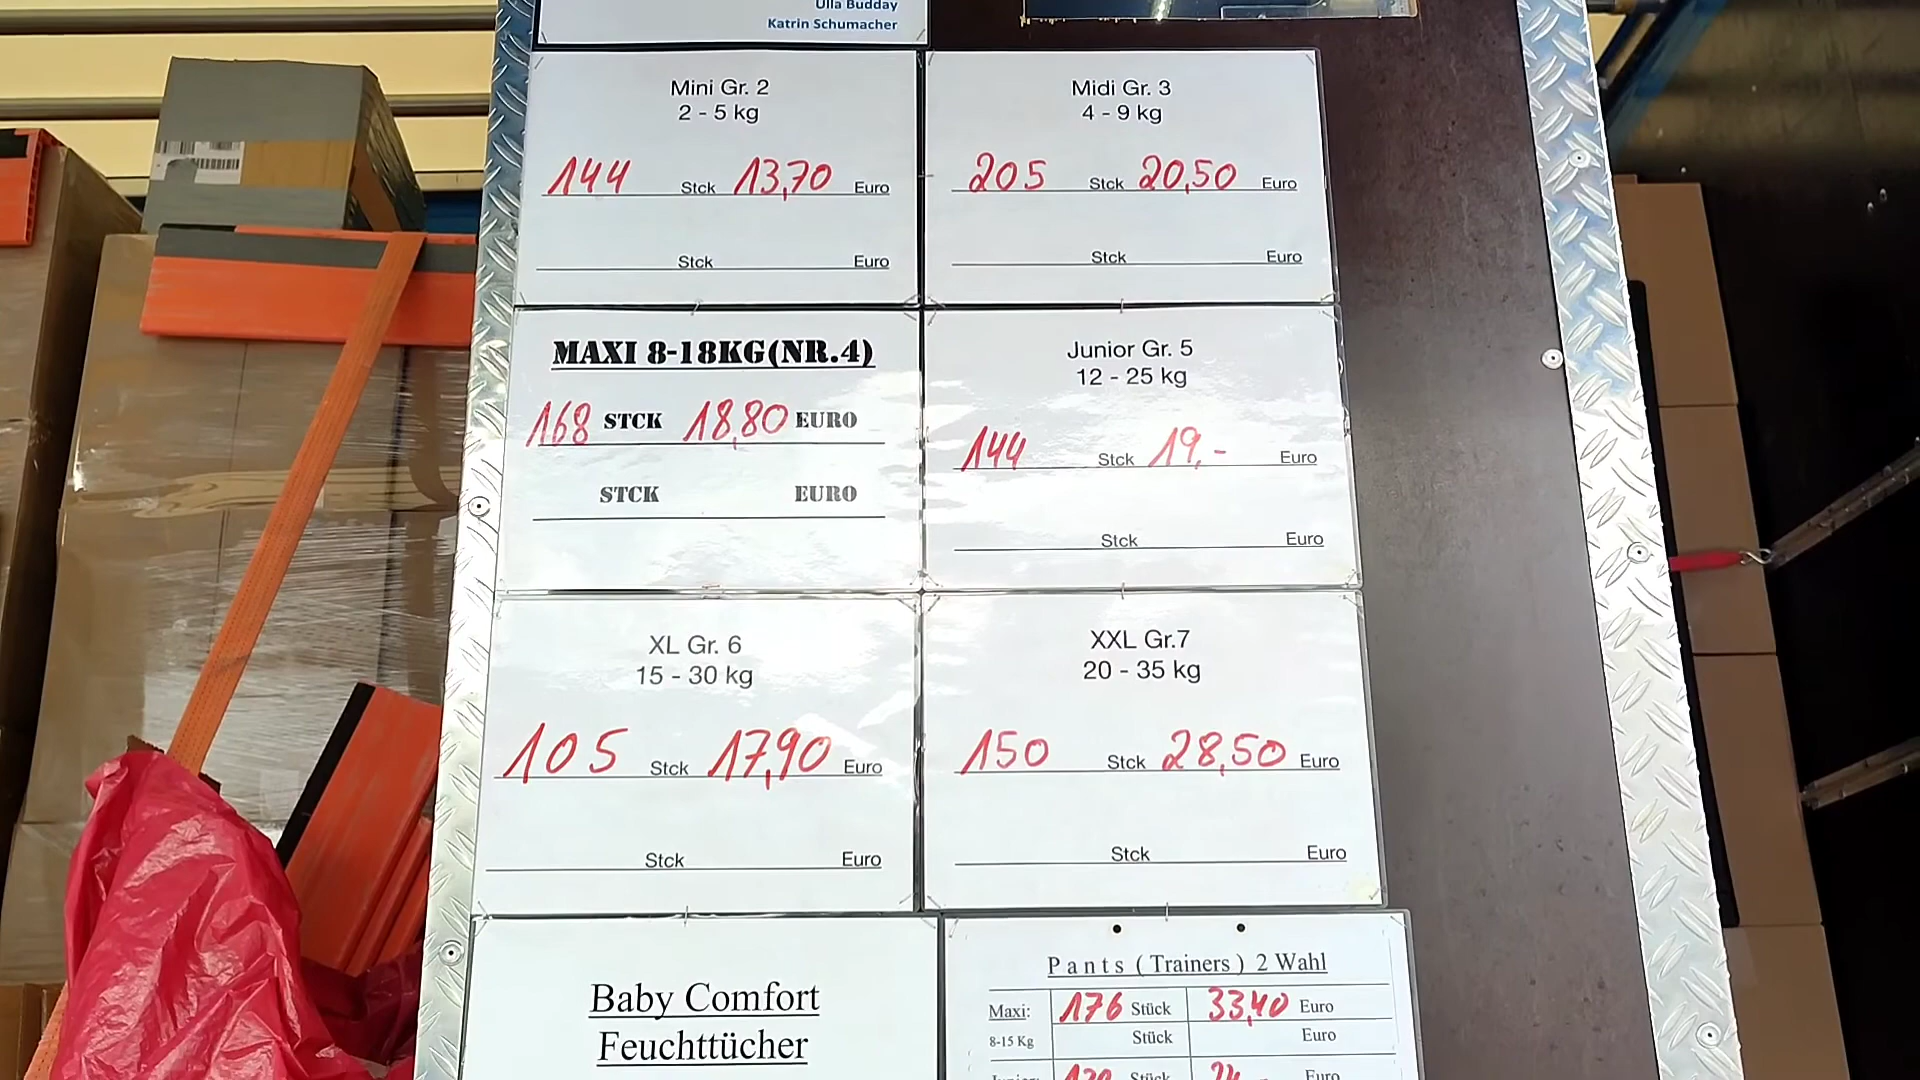 Ulla Budday
Katrin Schumacher
Mini Gr. 2
2 - 5 kg
144 Stck 13,70 Euro
Stck Euro
Midi Gr. 3
4 - 9 kg
205 Stck 20,50 Euro
Stck Euro
MAXI 8-18KG(NR.4)
168 STCK 18,80 EURO
STCK EURO
Junior Gr. 5
12 - 25 kg
144 Stck 19,- Euro
Stck Euro
XL Gr. 6
15 - 30 kg
105 Stck 17,90 Euro
Stck Euro
XXL Gr.7
20 - 35 kg
150 Stck 28,50 Euro
Stck Euro
Baby Comfort
Feuchttücher
Pants ( Trainers ) 2 Wahl
Maxi: 176 Stück 33,40 Euro
8-15 Kg Stück Euro
Stück Euro